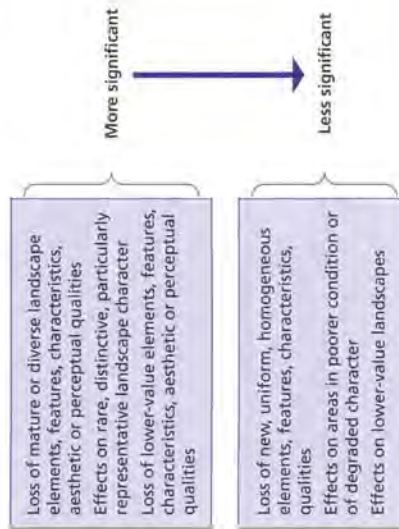 Loss of mature or diverse landscape
elements, features, characteristics,
aesthetic or perceptual qualities
Effects on rare, distinctive, particularly
representative landscape character
Loss of lower-value elements, features,
characteristics, aesthetic or perceptual
qualities
More significant
Loss of new, uniform, homogeneous
elements, features, characteristics,
qualities
Effects on areas in poorer condition or
of degraded character
Effects on lower-value landscapes
Less significant